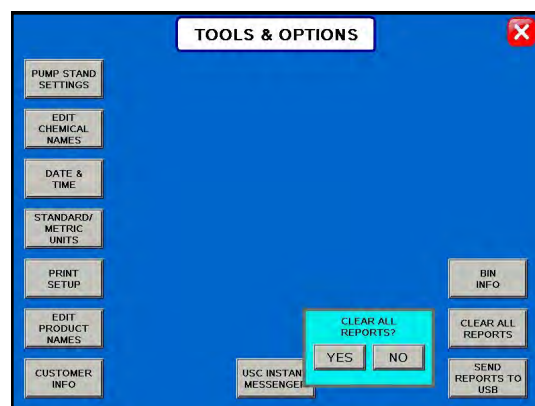 TOOLS & OPTIONS
X
PUMP STAND
SETTINGS
EDIT
CHEMICAL
NAMES
DATE &
TIME
STANDARD/
METRIC
UNITS
PRINT
SETUP
EDIT
PRODUCT
NAMES
CUSTOMER
INFO
USC INSTAN
MESSENGER
CLEAR ALL
REPORTS?
YES NO
BIN
INFO
CLEAR ALL
REPORTS
SEND
REPORTS TO
USB